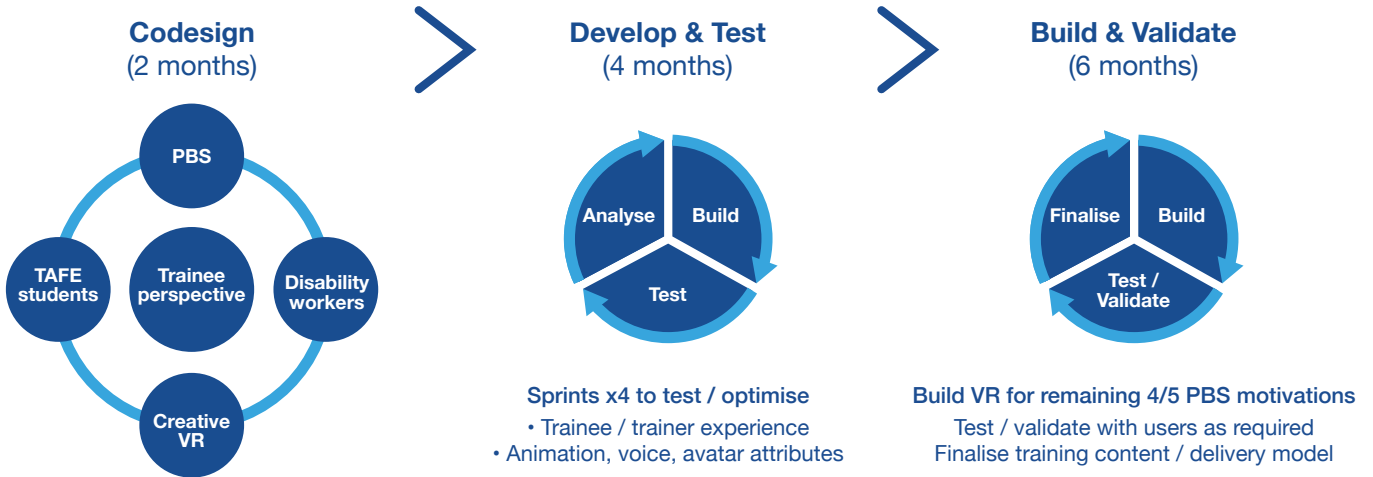 Codesign
(2 months)
PBS
TAFE
students
Trainee
perspective
Disability
workers
Creative
VR
Develop & Test
(4 months)
Analyse
Build
Test
Sprints x4 to test / optimise
• Trainee / trainer experience
• Animation, voice, avatar attributes
Build & Validate
(6 months)
Finalise
Build
Test /
Validate
Build VR for remaining 4/5 PBS motivations
Test / validate with users as required
Finalise training content / delivery model